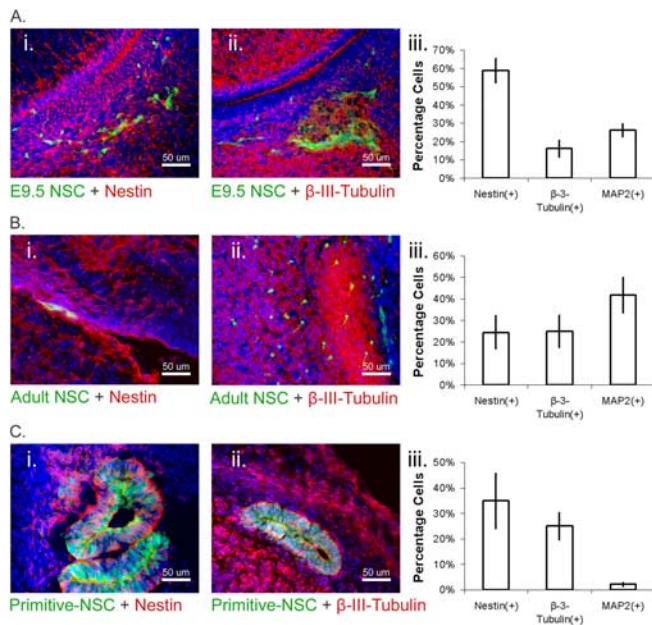 A.
i.
50 um
E9.5 NSC + Nestin
ii.
50 um
E9.5 NSC + β-III-Tubulin
iii.
Percentage Cells
70%
60%
50%
40%
30%
20%
10%
0%
Nestin(+)
β-3-
Tubulin(+)
MAP2(+)
B.
i.
50 um
Adult NSC + Nestin
ii.
50 um
Adult NSC + β-III-Tubulin
iii.
Percentage Cells
60%
50%
40%
30%
20%
10%
0%
Nestin(+)
β-3-
Tubulin(+)
MAP2(+)
C.
i.
50 um
Primitive-NSC + Nestin
ii.
50 um
Primitive-NSC + β-III-Tubulin
iii.
Percentage Cells
50%
40%
30%
20%
10%
0%
Nestin(+)
β-3-
Tubulin(+)
MAP2(+)